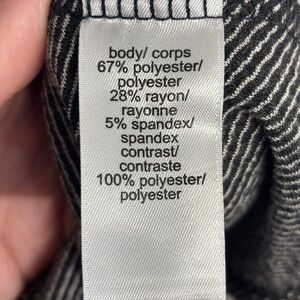 body/ corps
67% polyester/
polyester
28% rayon/
rayonne
5% spandex/
spandex
contrast/
contraste
100% polyester/
polyester